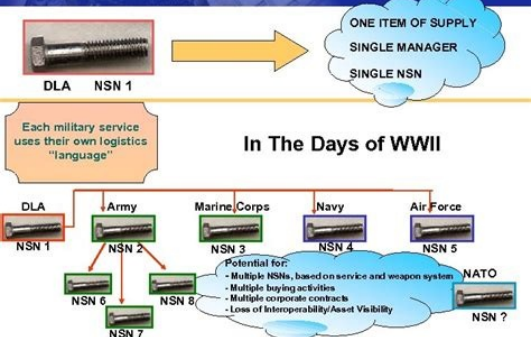 ONE ITEM OF SUPPLY
SINGLE MANAGER
SINGLE NSN
DLA NSN 1
Each military service
uses their own logistics
"language"
In The Days of WWII
DLA
NSN 1
Army
NSN 2
Marine Corps
NSN 3
Navy
NSN 4
Air Force
NSN 5
NSN 6
NSN 7
NSN 8
Potential for:
- Multiple NSNs, based on service and weapon system
- Multiple buying activities
- Multiple corporate contracts
- Loss of Interoperability/Asset Visibility
NATO
NSN ?